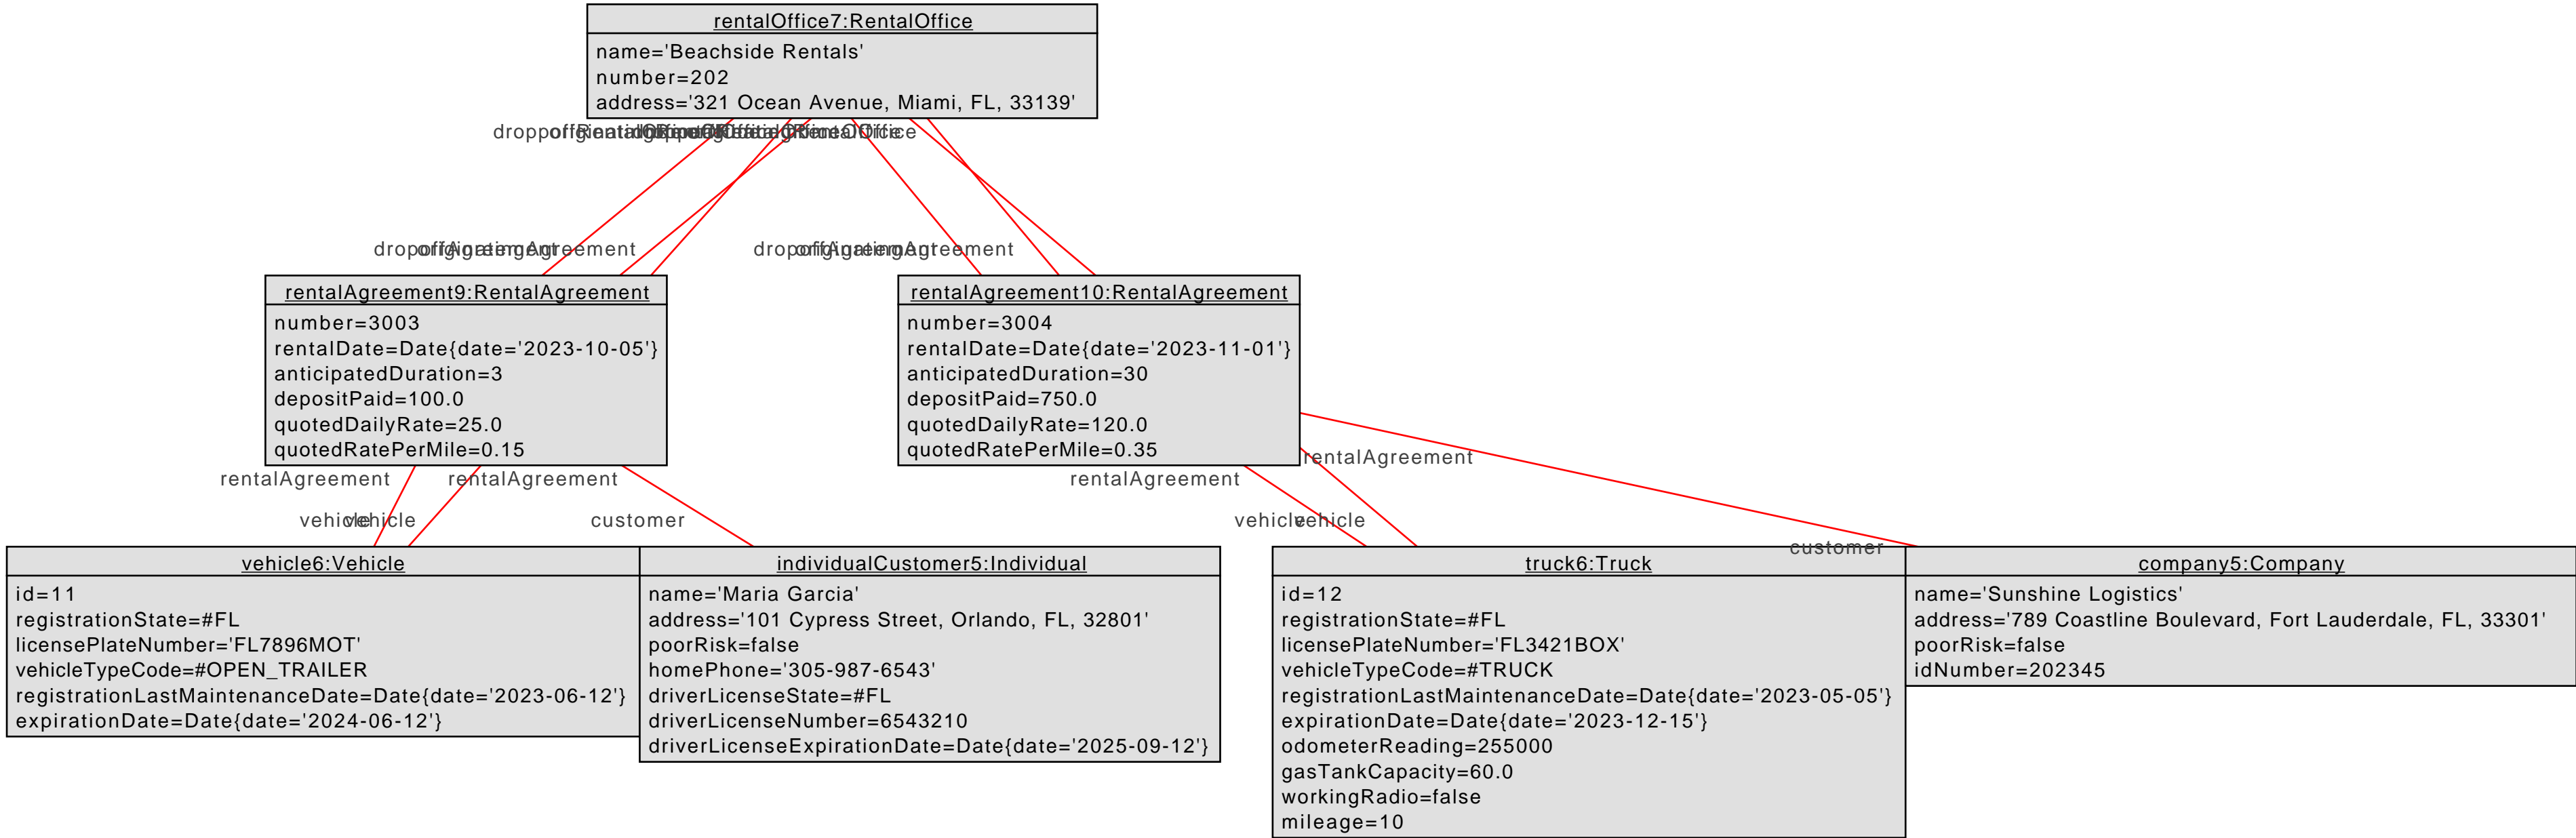 rentalOffice7:RentalOffice
name='Beachside Rentals'
number=202
address='321 Ocean Avenue, Miami, FL, 33139'
rentalAgreement9:RentalAgreement
number=3003
rentalDate=Date{date='2023-10-05'}
anticipatedDuration=3
depositPaid=100.0
quotedDailyRate=25.0
quotedRatePerMile=0.15
rentalAgreement10:RentalAgreement
number=3004
rentalDate=Date{date='2023-11-01'}
anticipatedDuration=30
depositPaid=750.0
quotedDailyRate=120.0
quotedRatePerMile=0.35
rentalAgreement
rentalAgreement
rentalAgreement
rentalAgreement
vehicle
vehicle
customer
vehicle
vehicle
customer
vehicle6:Vehicle
id=11
registrationState=#FL
licensePlateNumber='FL7896MOT'
vehicleTypeCode=#OPEN_TRAILER
registrationLastMaintenanceDate=Date{date='2023-06-12'}
expirationDate=Date{date='2024-06-12'}
individualCustomer5:Individual
name='Maria Garcia'
address='101 Cypress Street, Orlando, FL, 32801'
poorRisk=false
homePhone='305-987-6543'
driverLicenseState=#FL
driverLicenseNumber=6543210
driverLicenseExpirationDate=Date{date='2025-09-12'}
truck6:Truck
id=12
registrationState=#FL
licensePlateNumber='FL3421BOX'
vehicleTypeCode=#TRUCK
registrationLastMaintenanceDate=Date{date='2023-05-05'}
expirationDate=Date{date='2023-12-15'}
odometerReading=255000
gasTankCapacity=60.0
workingRadio=false
mileage=10
company5:Company
name='Sunshine Logistics'
address='789 Coastline Boulevard, Fort Lauderdale, FL, 33301'
poorRisk=false
idNumber=202345